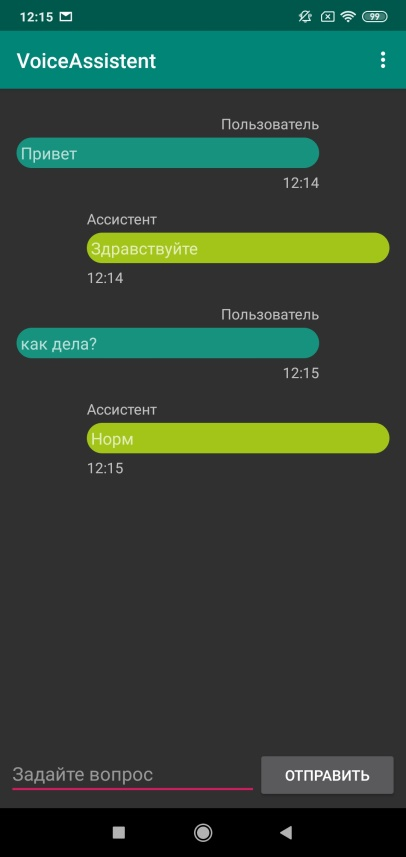 12:15
99
VoiceAssistent
Пользователь
Привет
12:14
Ассистент
Здравствуйте
12:14
Пользователь
как дела?
12:15
Ассистент
Норм
12:15
Задайте вопрос
ОТПРАВИТЬ